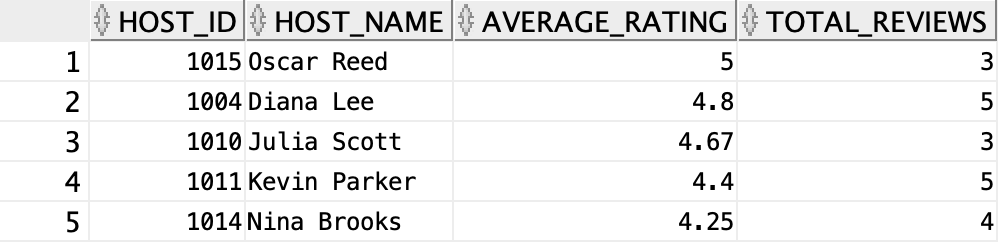 HOST_ID HOST_NAME AVERAGE_RATING TOTAL_REVIEWS
1 1015 Oscar Reed 5 3
2 1004 Diana Lee 4.8 5
3 1010 Julia Scott 4.67 3
4 1011 Kevin Parker 4.4 5
5 1014 Nina Brooks 4.25 4